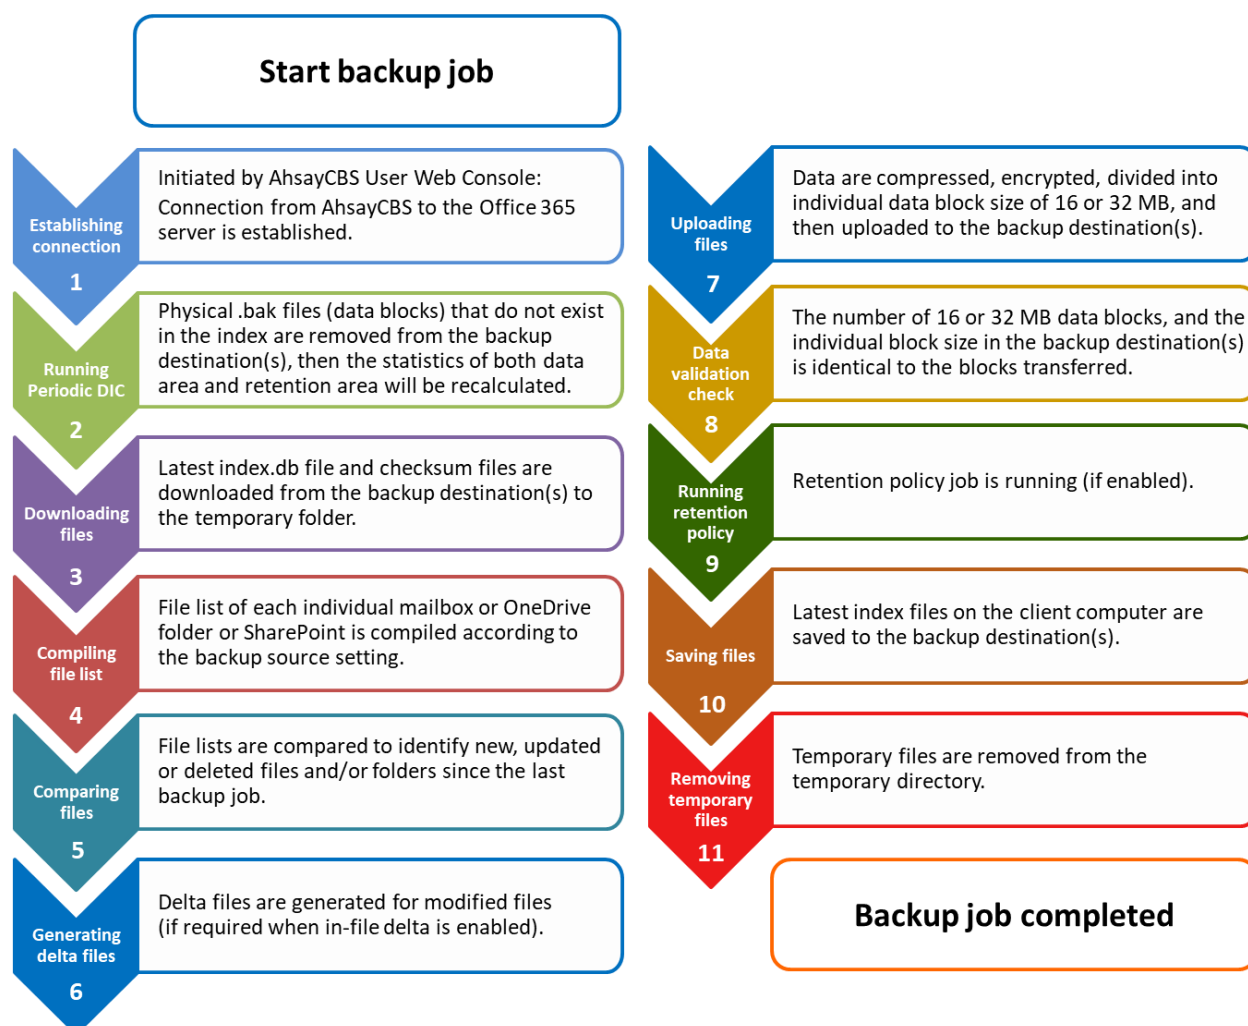 Start backup job
Establishing
connection
1
Initiated by AhsayCBS User Web Console:
Connection from AhsayCBS to the Office 365
server is established.
Running
Periodic DIC
2
Physical .bak files (data blocks) that do not exist
in the index are removed from the backup
destination(s), then the statistics of both data
area and retention area will be recalculated.
Downloading
files
3
Latest index.db file and checksum files are
downloaded from the backup destination(s) to
the temporary folder.
Compiling
file list
4
File list of each individual mailbox or OneDrive
folder or SharePoint is compiled according to
the backup source setting.
Comparing
files
5
File lists are compared to identify new, updated
or deleted files and/or folders since the last
backup job.
Generating
delta files
6
Delta files are generated for modified files
(if required when in-file delta is enabled).
Uploading
files
7
Data are compressed, encrypted, divided into
individual data block size of 16 or 32 MB, and
then uploaded to the backup destination(s).
Data
validation
check
8
The number of 16 or 32 MB data blocks, and the
individual block size in the backup destination(s)
is identical to the blocks transferred.
Running
retention
policy
9
Retention policy job is running (if enabled).
Saving files
10
Latest index files on the client computer are
saved to the backup destination(s).
Removing
temporary
files
11
Temporary files are removed from the
temporary directory.
Backup job completed